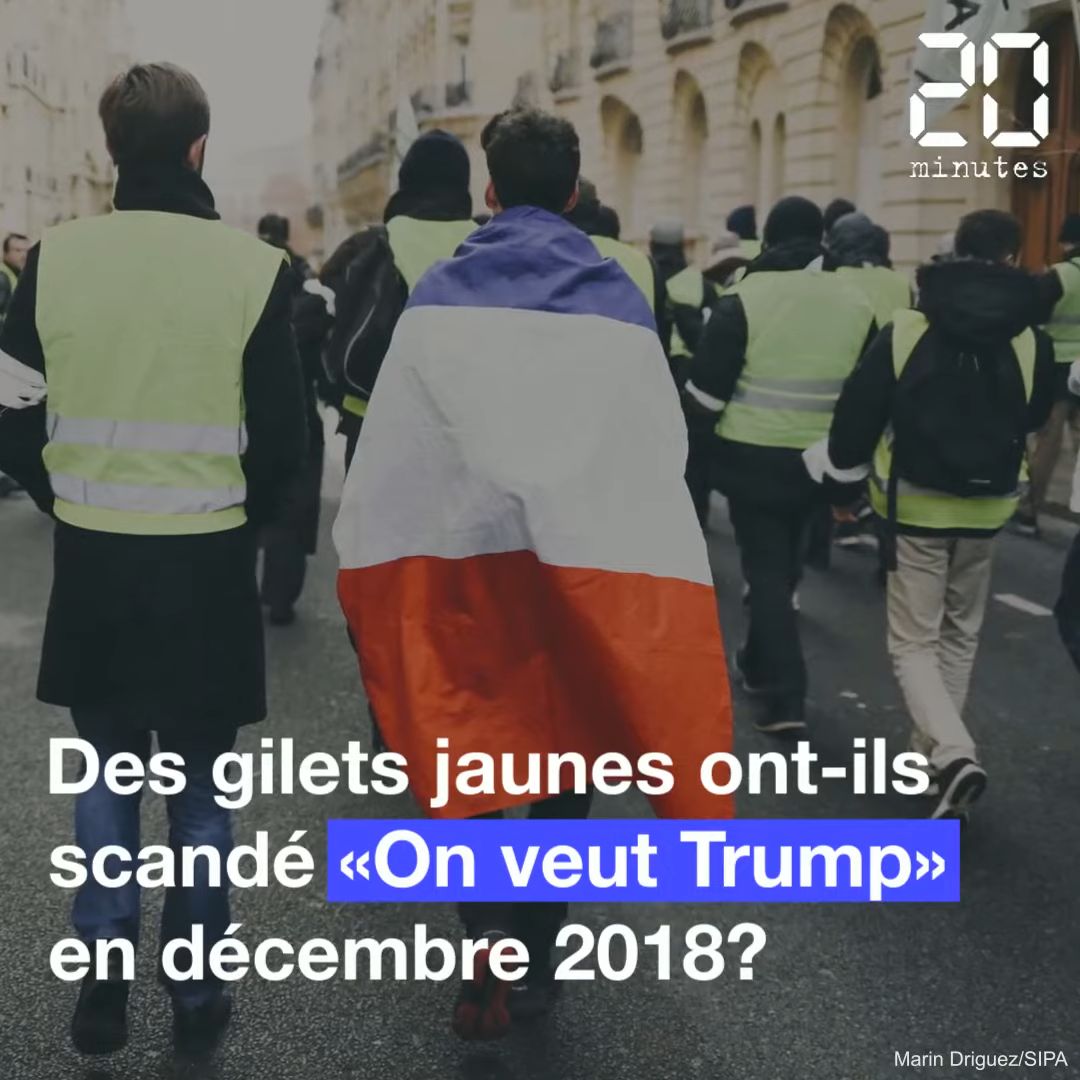 20
minutes
Des gilets jaunes ont-ils
scandé «On veut Trump»
en décembre 2018?
Marin Driguez/SIPA